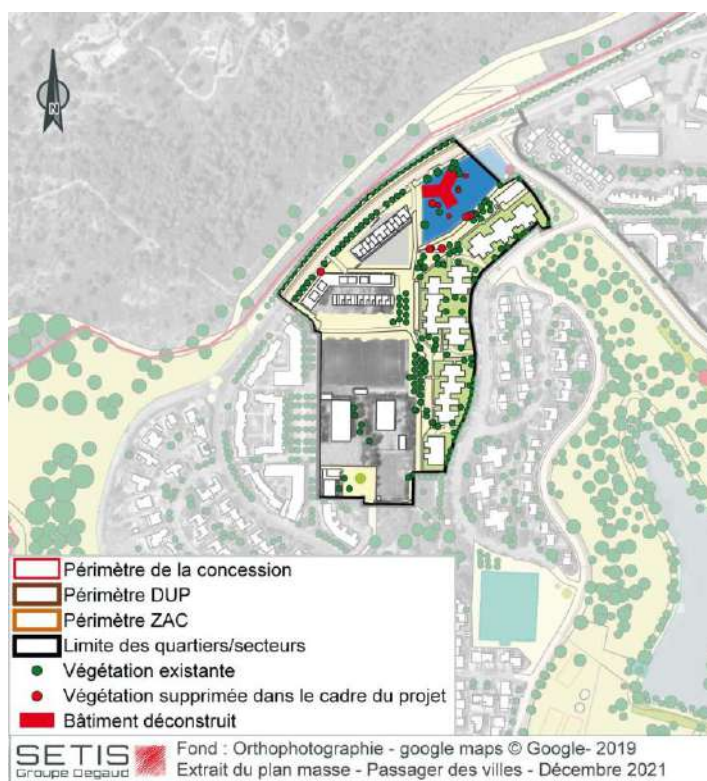 N
Périmètre de la concession
Périmètre DUP
Périmètre ZAC
Limite des quartiers/secteurs
Végétation existante
Végétation supprimée dans le cadre du projet
Bâtiment déconstruit
SETIS
Groupe Degaud
Fond : Orthophotographie - google maps © Google- 2019
Extrait du plan masse - Passager des villes - Décembre 2021